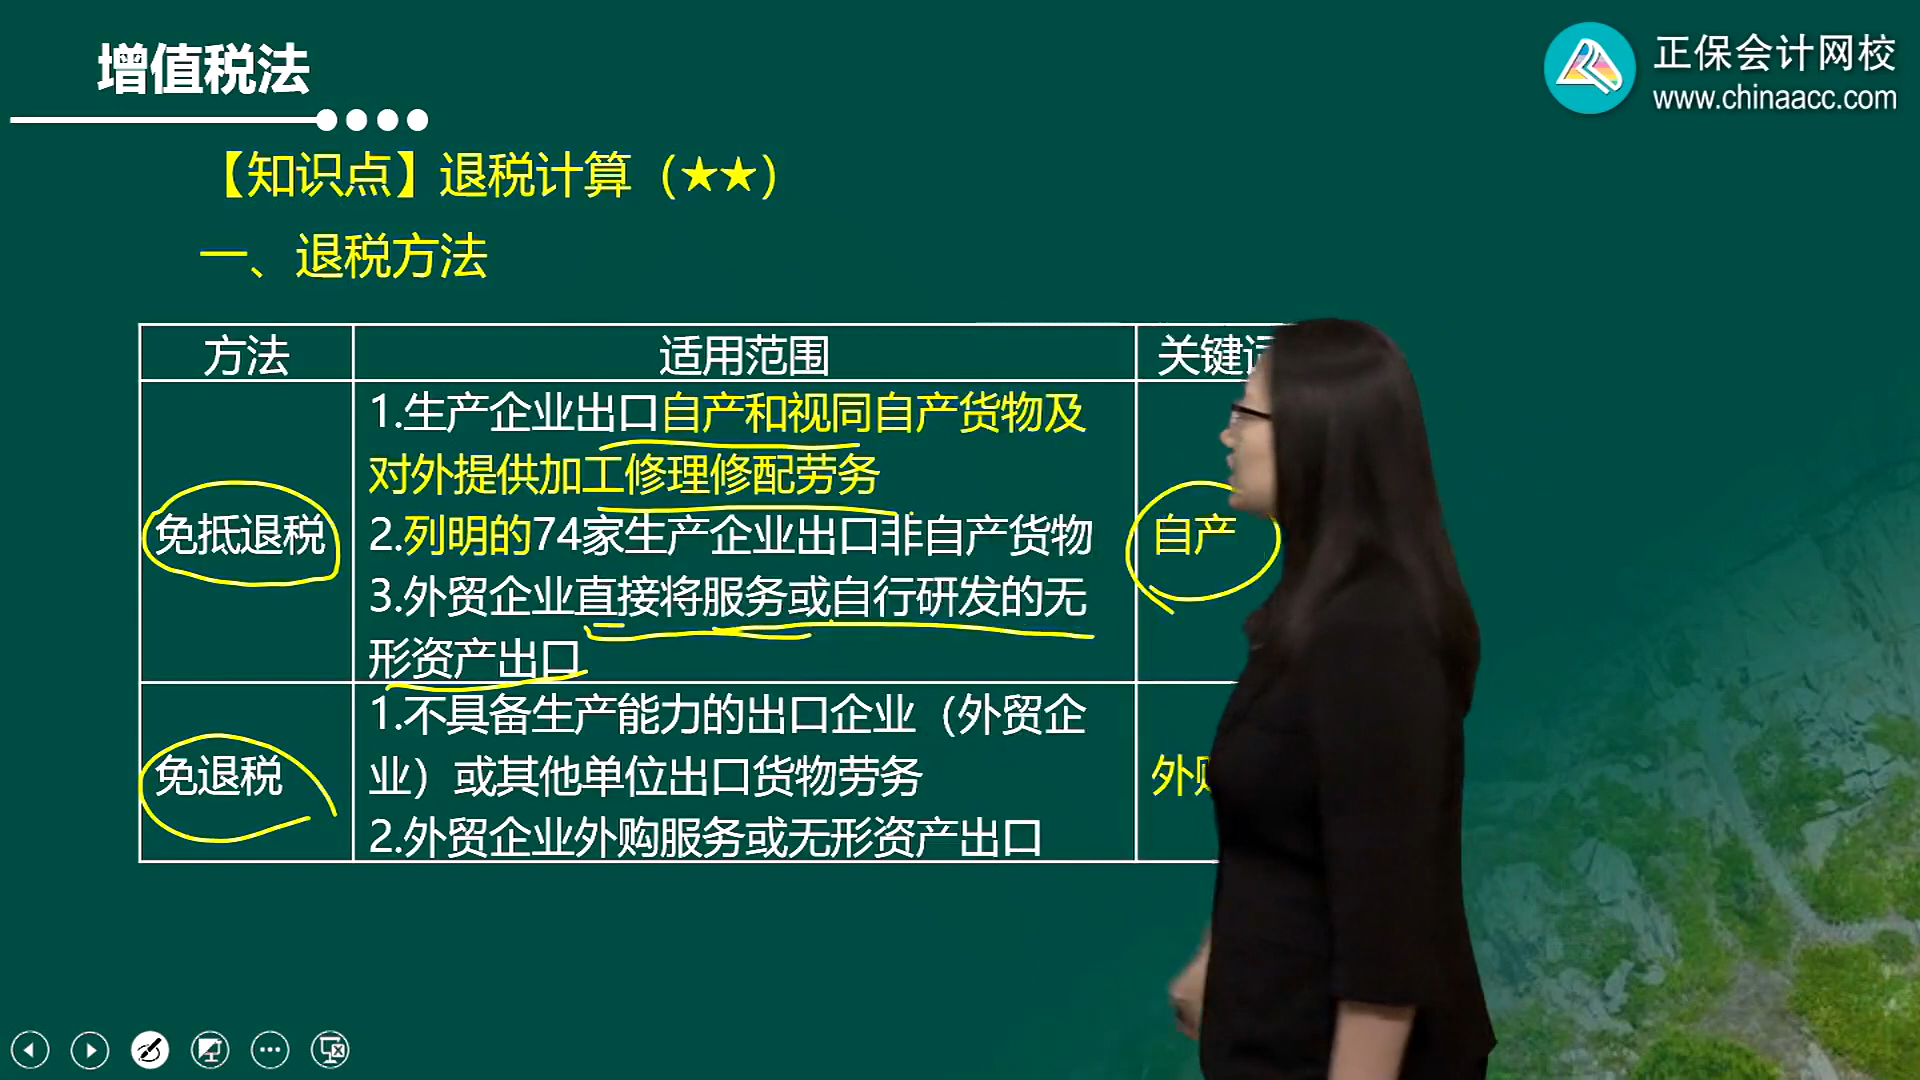 增值税法
正保会计网校
www.chinaacc.com
【知识点】退税计算（★★）
一、退税方法
方法
适用范围
关键词
免抵退税
1.生产企业出口自产和视同自产货物及
对外提供加工修理修配劳务
2.列明的74家生产企业出口非自产货物
3.外贸企业直接将服务或自行研发的无
形资产出口
自产
免退税
1.不具备生产能力的出口企业（外贸企
业）或其他单位出口货物劳务
2.外贸企业外购服务或无形资产出口
外购